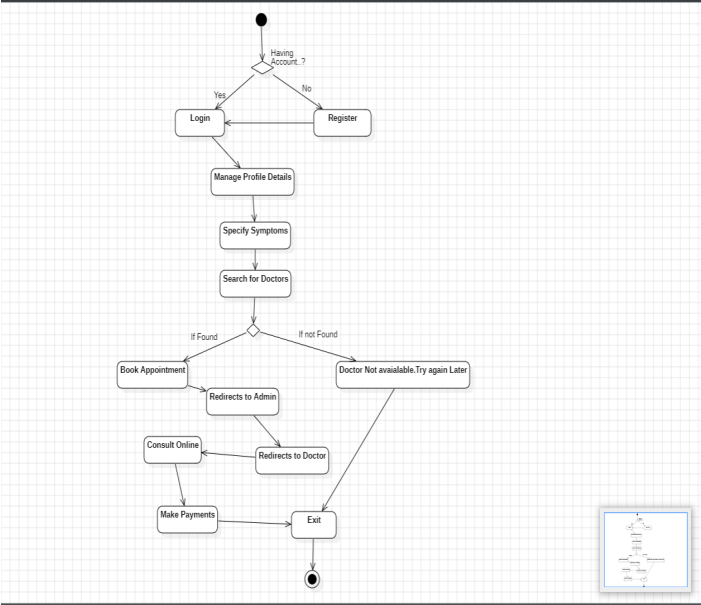 Having
Account..?
Yes
No
Login
Register
Manage Profile Details
Specify Symptoms
Search for Doctors
If Found
If not Found
Book Appointment
Doctor Not avaialable.Try again Later
Redirects to Admin
Consult Online
Redirects to Doctor
Make Payments
Exit